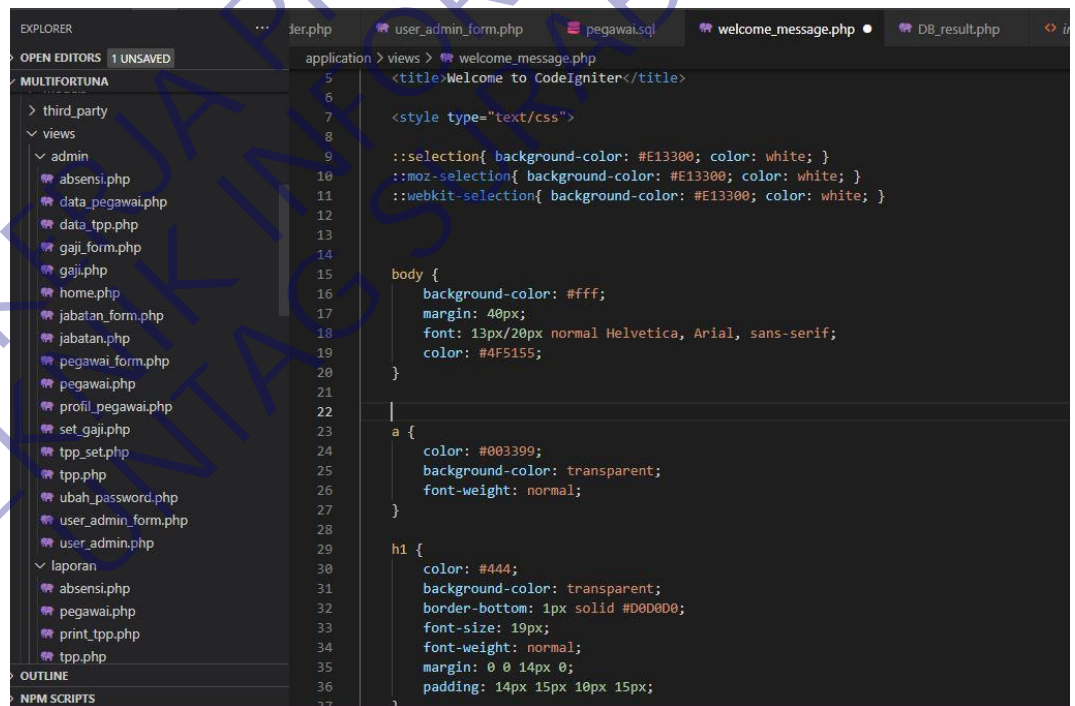 EXPLORER
OPEN EDITORS 1 UNSAVED
MULTIFORTUNA
third_party
views
admin
absensi.php
data_pegawai.php
data_tpp.php
gaji_form.php
gaji.php
home.php
jabatan_form.php
jabatan.php
pegawai_form.php
pegawai.php
profil_pegawai.php
set_gaji.php
tpp_set.php
tpp.php
ubah_password.php
user_admin_form.php
user_admin.php
laporan
absensi.php
pegawai.php
print_tpp.php
tpp.php
OUTLINE
NPM SCRIPTS
der.php user_admin_form.php pegawai.sql welcome_message.php DB_result.php
application > views > welcome_message.php
5 <title>Welcome to CodeIgniter</title>
6
7 <style type="text/css">
8
9 ::selection{ background-color: #E13300; color: white; }
10 ::moz-selection{ background-color: #E13300; color: white; }
11 ::webkit-selection{ background-color: #E13300; color: white; }
12
13
14
15 body {
16 background-color: #fff;
17 margin: 40px;
18 font: 13px/20px normal Helvetica, Arial, sans-serif;
19 color: #4F5155;
20 }
21
22
23 a {
24 color: #003399;
25 background-color: transparent;
26 font-weight: normal;
27 }
28
29 h1 {
30 color: #444;
31 background-color: transparent;
32 border-bottom: 1px solid #D0D0D0;
33 font-size: 19px;
34 font-weight: normal;
35 margin: 0 0 14px 0;
36 padding: 14px 15px 10px 15px;